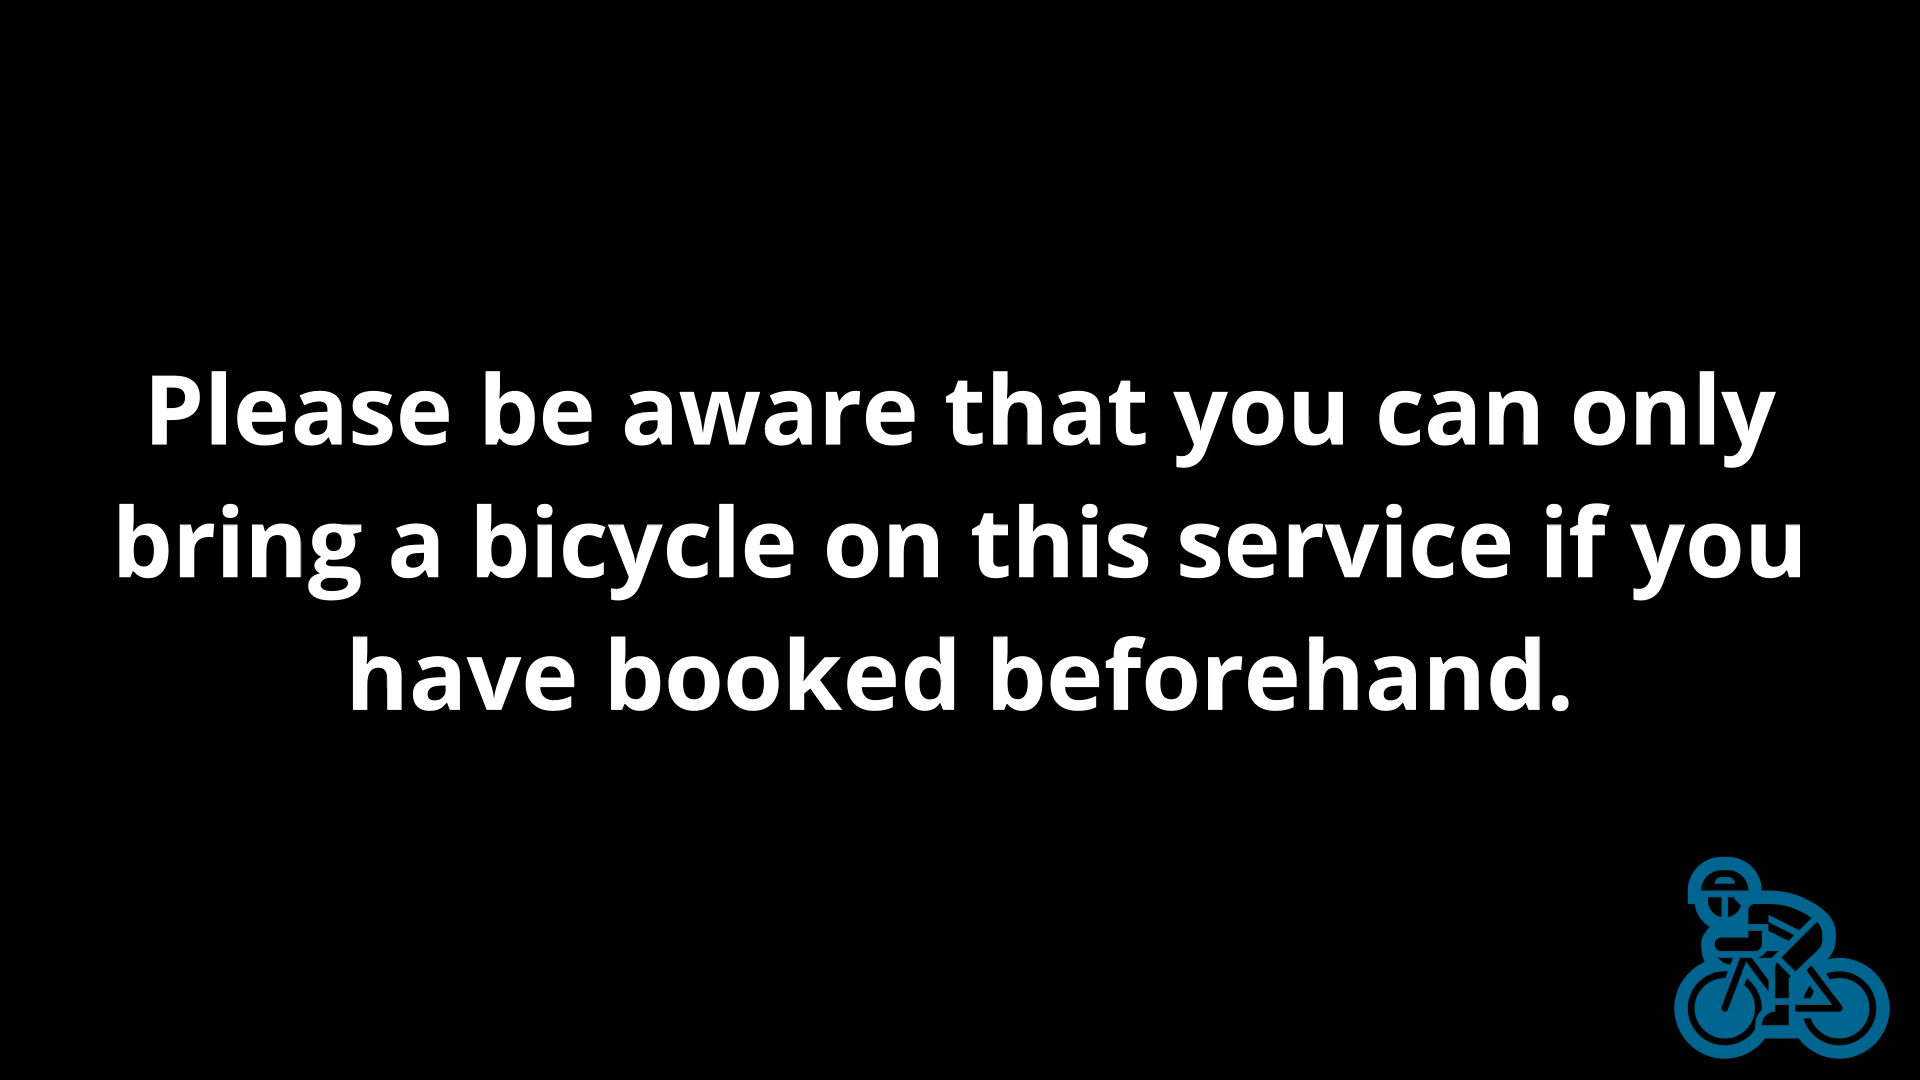 Please be aware that you can only
bring a bicycle on this service if you
have booked beforehand.